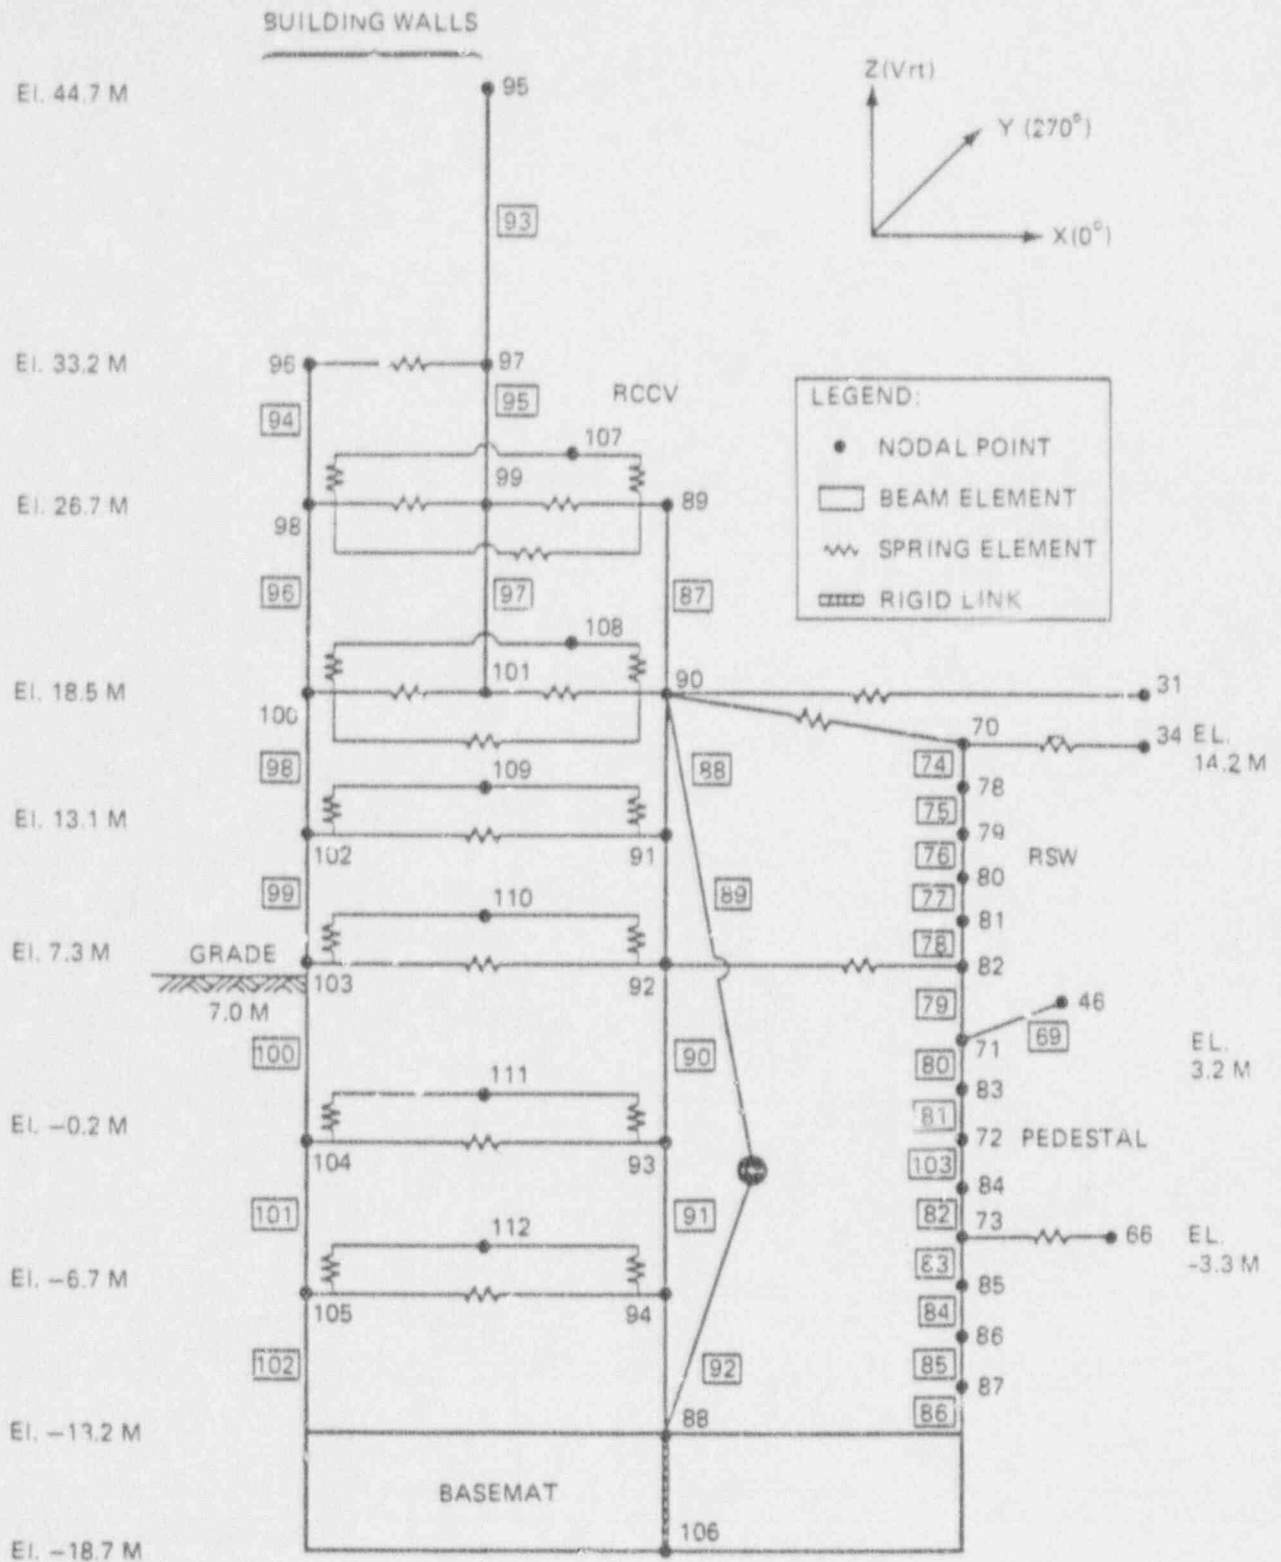 BUILDING WALLS
El. 44.7 M
95
Z (Vrt)
Y (270°)
X (0°)
93
El. 33.2 M
96
97
94
95
RCCV
LEGEND:
NODAL POINT
BEAM ELEMENT
SPRING ELEMENT
RIGID LINK
107
El. 26.7 M
98
99
89
96
97
87
108
El. 18.5 M
100
101
90
31
70
34 EL.
14.2 M
98
109
88
74
78
75
El. 13.1 M
102
91
79
76
RSW
80
99
110
89
77
81
78
El. 7.3 M
GRADE
103
92
82
7.0 M
79
46
69
100
90
71
80
EL.
3.2 M
111
83
81
El. -0.2 M
104
93
72
PEDESTAL
103
84
101
112
91
82
73
66
EL.
-3.3 M
83
El. -6.7 M
105
94
85
84
86
102
92
85
87
86
El. -13.2 M
88
BASEMAT
106
El. -18.7 M